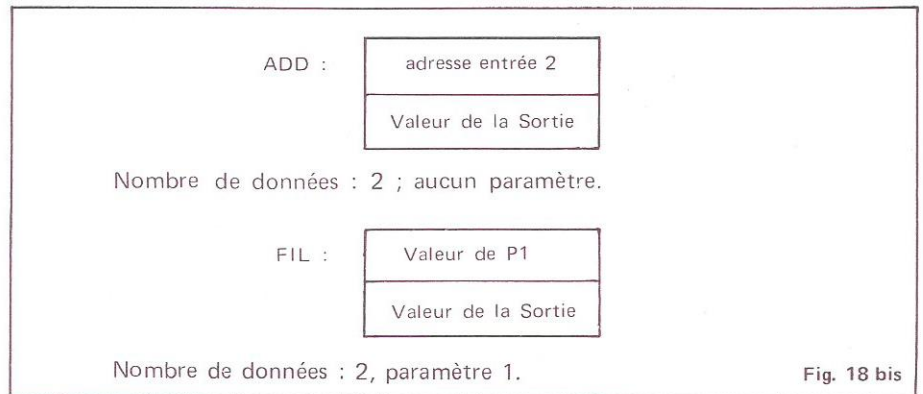 ADD : adresse entrée 2
Valeur de la Sortie
Nombre de données : 2 ; aucun paramètre.
FIL : Valeur de P1
Valeur de la Sortie
Nombre de données : 2, paramètre 1.
Fig. 18 bis